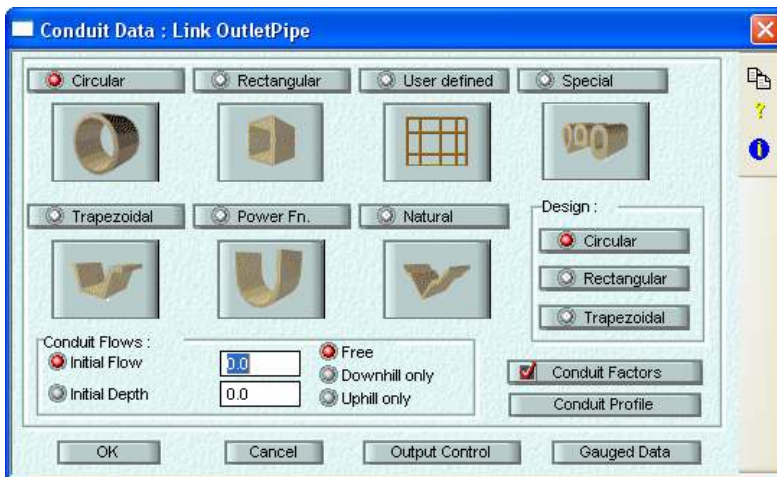 Conduit Data : Link OutletPipe
Circular
Rectangular
User defined
Special
Trapezoidal
Power Fn.
Natural
Design :
Circular
Rectangular
Trapezoidal
Conduit Flows :
Initial Flow
0.0
Free
Downhill only
Initial Depth
0.0
Uphill only
Conduit Factors
Conduit Profile
OK
Cancel
Output Control
Gauged Data